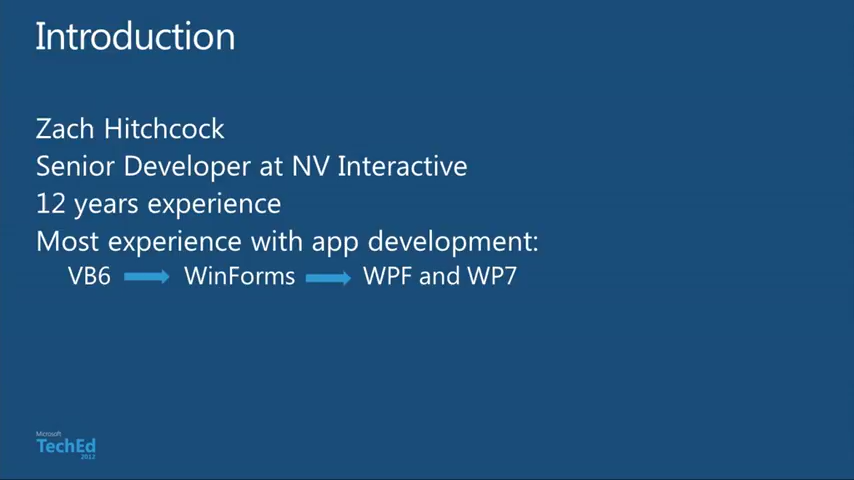 Introduction
Zach Hitchcock
Senior Developer at NV Interactive
12 years experience
Most experience with app development:
VB6 WinForms WPF and WP7
Microsoft
TechEd
2012